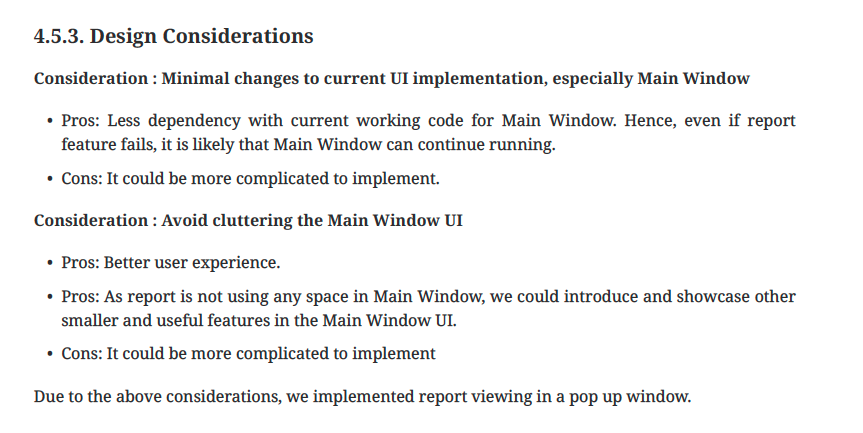 4.5.3. Design Considerations
Consideration : Minimal changes to current UI implementation, especially Main Window
• Pros: Less dependency with current working code for Main Window. Hence, even if report
feature fails, it is likely that Main Window can continue running.
• Cons: It could be more complicated to implement.
Consideration : Avoid cluttering the Main Window UI
• Pros: Better user experience.
• Pros: As report is not using any space in Main Window, we could introduce and showcase other
smaller and useful features in the Main Window UI.
• Cons: It could be more complicated to implement
Due to the above considerations, we implemented report viewing in a pop up window.